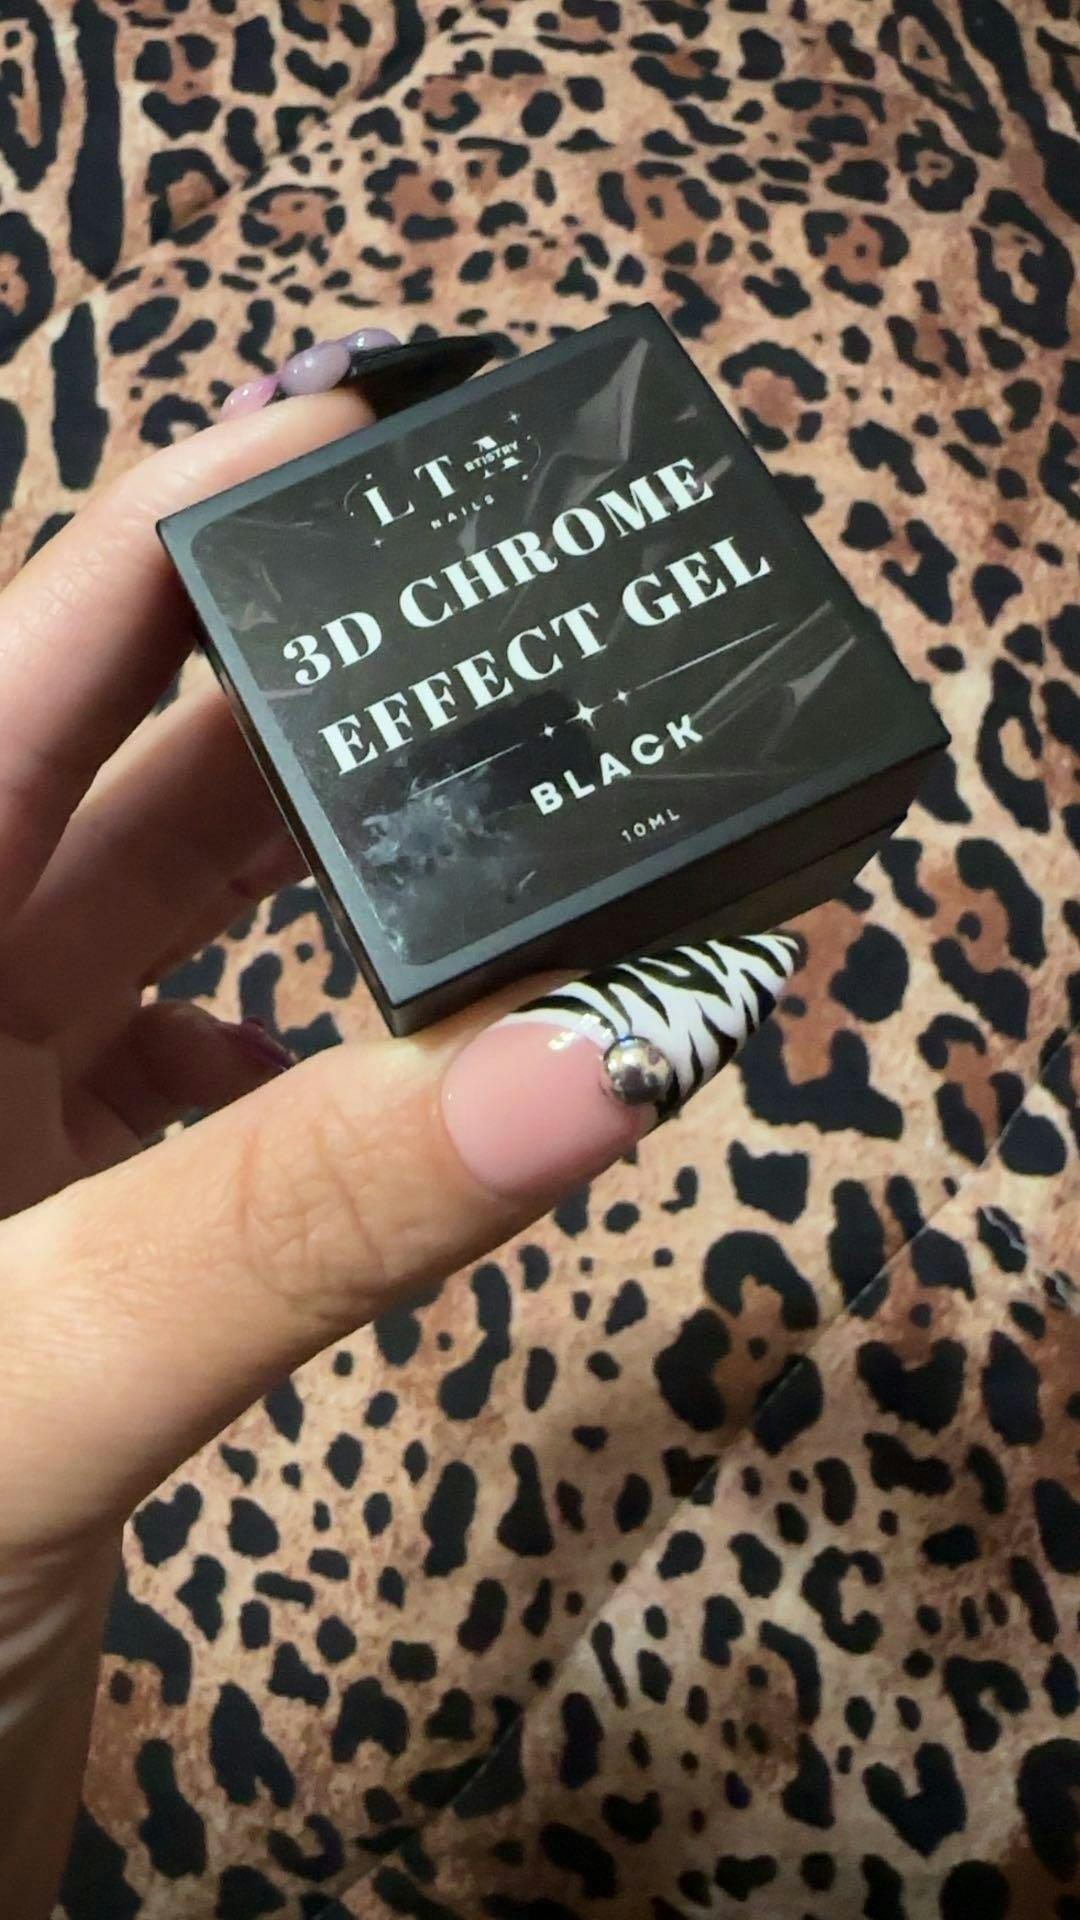 LTA
RTISTRY
NAILS
3D CHROME
EFFECT GEL
BLACK
10ML